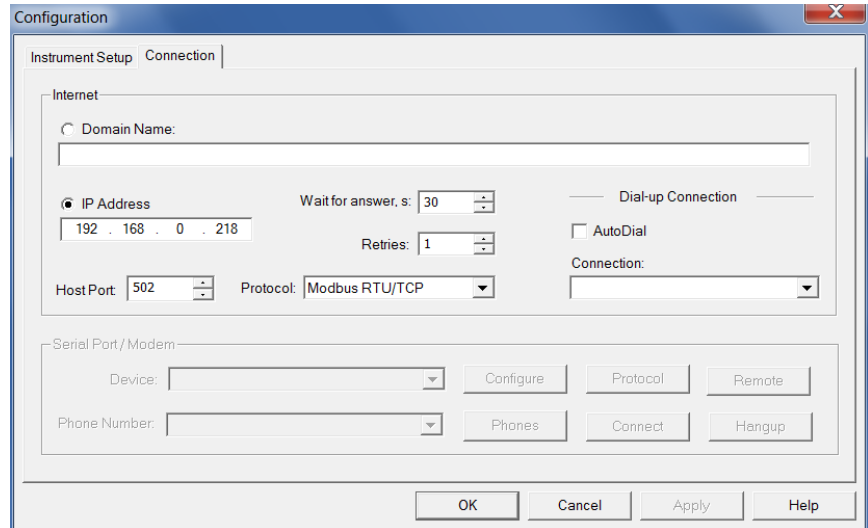 Configuration
Instrument Setup Connection
Internet
Domain Name:
IP Address
192 . 168 . 0 . 218
Wait for answer, s: 30
Retries: 1
Dial-up Connection
AutoDial
Connection:
Host Port: 502
Protocol: Modbus RTU/TCP
Serial Port / Modem
Device:
Configure Protocol Remote
Phone Number:
Phones Connect Hangup
OK Cancel Apply Help